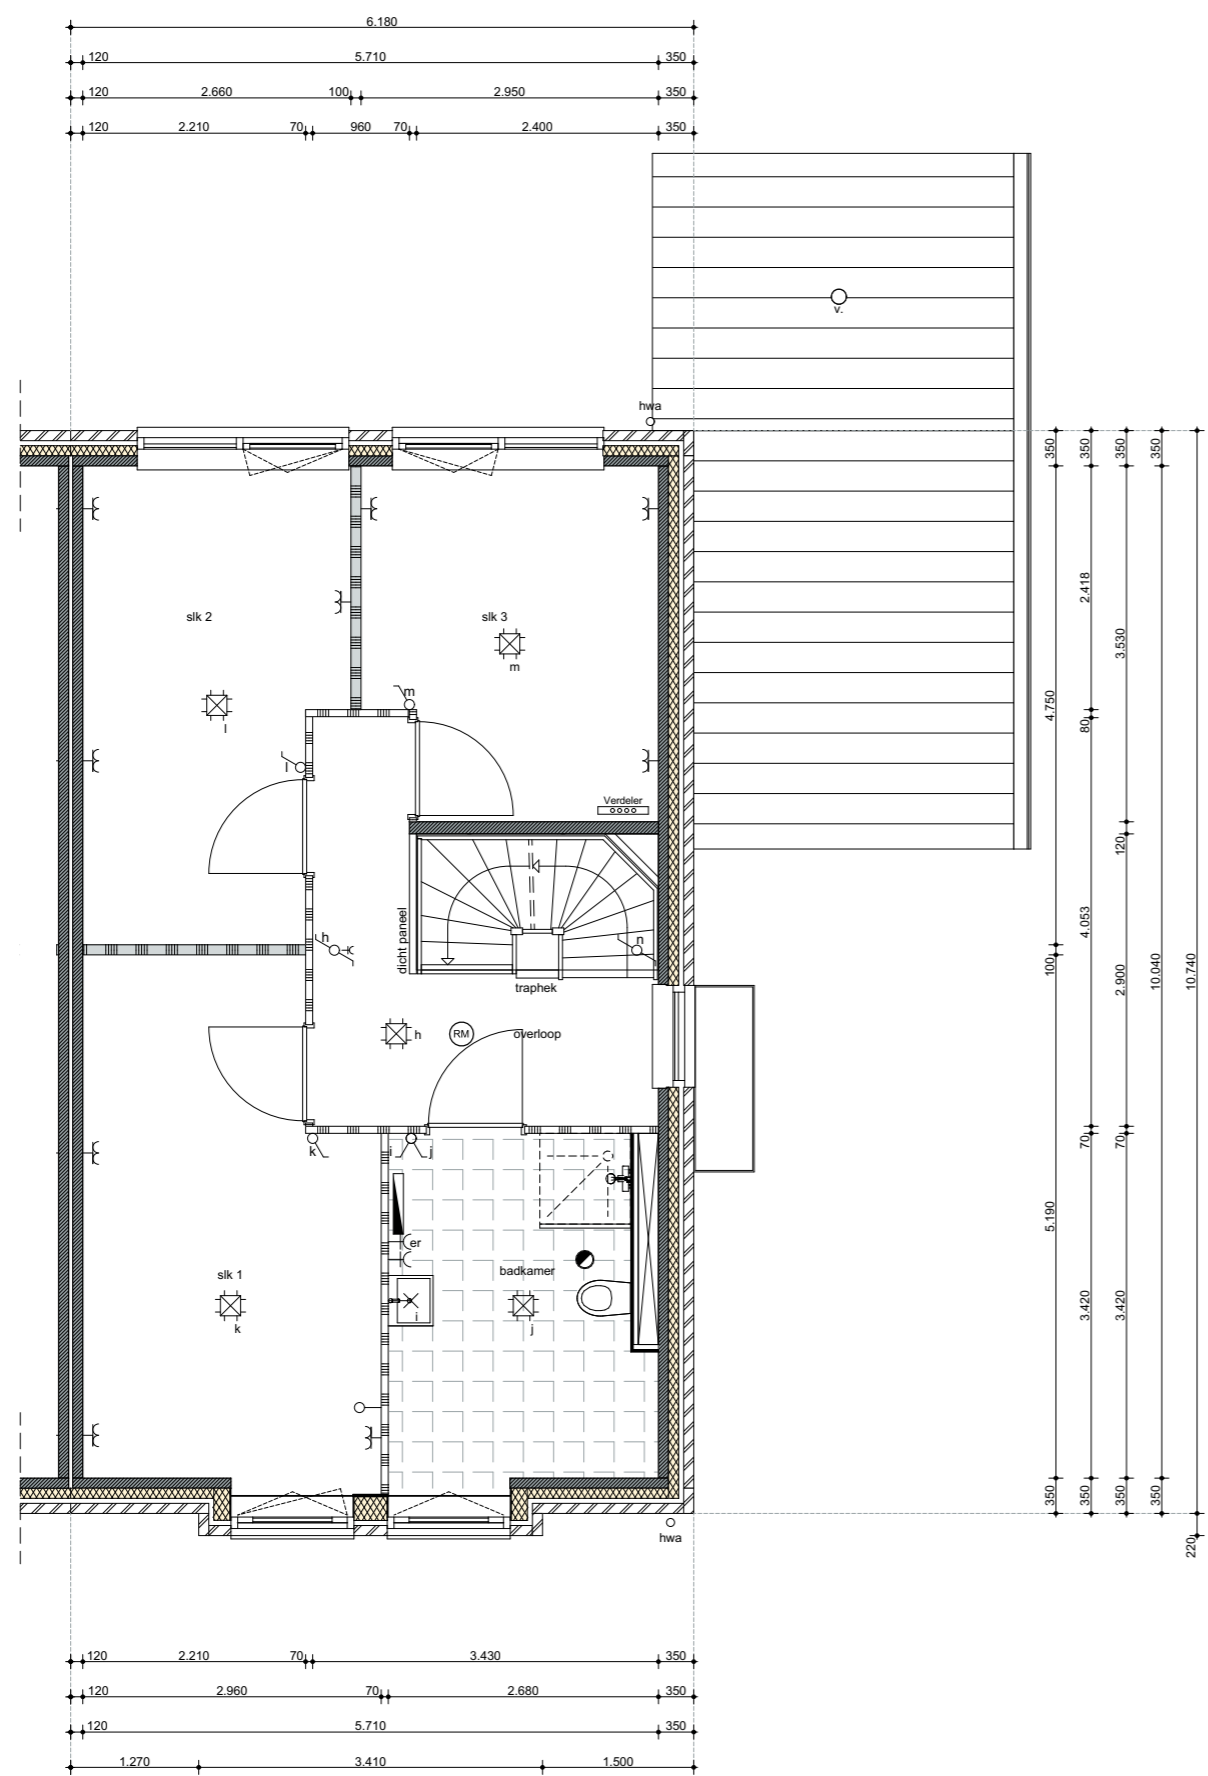 6.180
120 5.710 350
120 2.660 100 2.950 350
120 2.210 70 960 70 2.400 350
v.
hwa
350 350 350 350
slk 2 slk 3
m
l
m
l
Verdeler
2.418
3.530
4.750
80
120
h
dicht paneel
n
traphek
h
RM
overloop
4.053
100
2.900
10.040
10.740
k
i
j
er
badkamer
slk 1
i
k
j
70 70
5.190
3.420
3.420
350 350 350 350
hwa
220
120 2.210 70 3.430 350
120 2.960 70 2.680 350
120 5.710 350
1.270 3.410 1.500